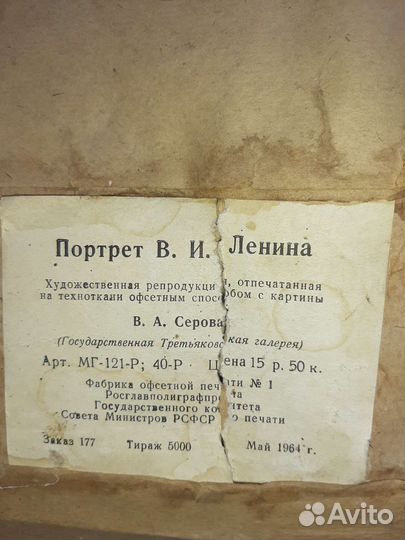 Портрет В. И. Ленина
Художественная репродукция, отпечатанная
на техноткани офсетным способом с картины
В. А. Серова
(Государственная Третьяковская галерея)
Арт. МГ-121-Р; 40-Р Цена 15 р. 50 к.
Фабрика офсетной печати № 1
Росглавполиграфпрома
Государственного комитета
Совета Министров РСФСР по печати
Заказ 177 Тираж 5000 Май 1964 г.
Avito